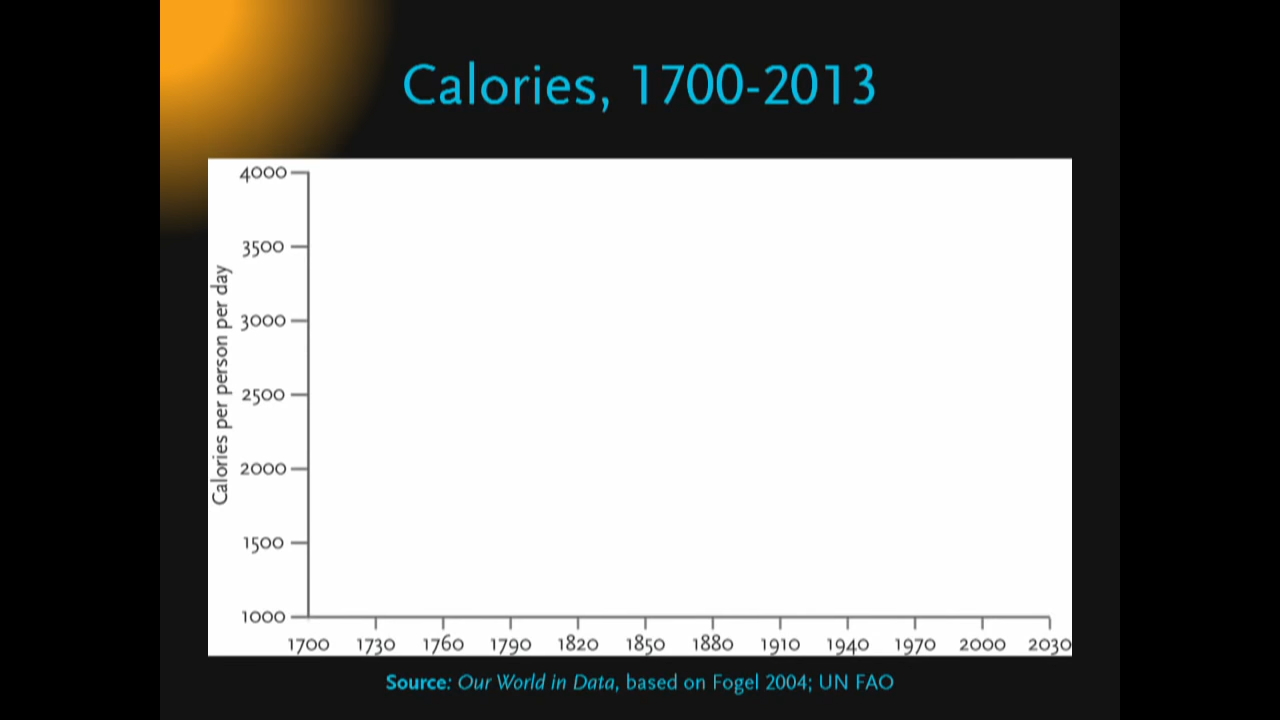 Calories, 1700-2013
4000
3500
3000
2500
2000
1500
1000
Calories per person per day
1700 1730 1760 1790 1820 1850 1880 1910 1940 1970 2000 2030
Source: Our World in Data, based on Fogel 2004; UN FAO